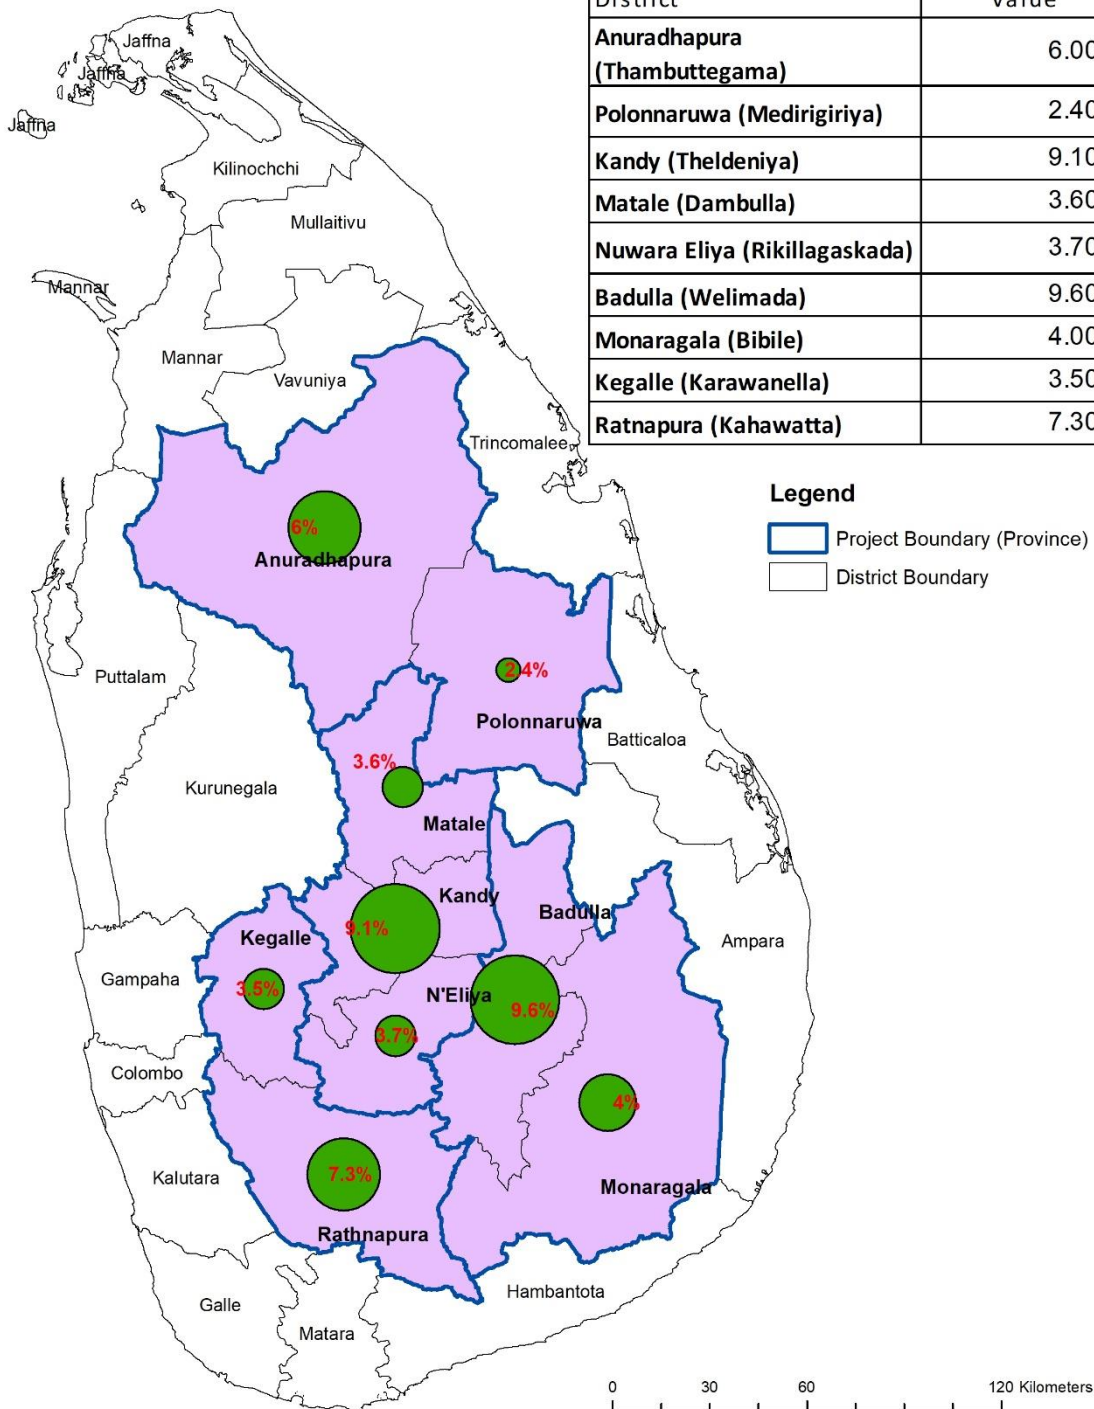 District Value
Anuradhapura
(Thambuttegama) 6.00
Polonnaruwa (Medirigiriya) 2.40
Kandy (Theldeniya) 9.10
Matale (Dambulla) 3.60
Nuwara Eliya (Rikillagaskada) 3.70
Badulla (Welimada) 9.60
Monaragala (Bibile) 4.00
Kegalle (Karawanella) 3.50
Ratnapura (Kahawatta) 7.30
Legend
Project Boundary (Province)
District Boundary
Jaffna
Jaffna
Jaffna
Kilinochchi
Mullaitivu
Mannar
Mannar
Vavuniya
Trincomalee
6%
Anuradhapura
2.4%
Puttalam
Polonnaruwa
Batticaloa
3.6%
Kurunegala
Matale
Kandy
Badulla
9.1%
Kegalle
Ampara
Gampaha
3.5%
N'Eliya
9.6%
3.7%
Colombo
4%
7.3%
Kalutara
Monaragala
Rathnapura
Hambantota
Galle
Matara
0 30 60 120 Kilometers